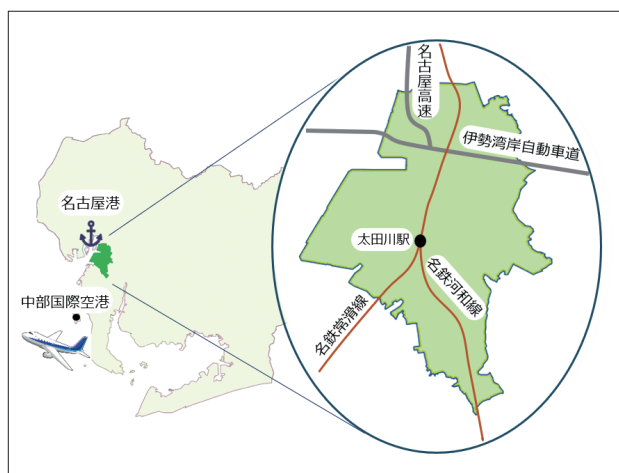 名古屋高速
伊勢湾岸自動車道
名古屋港
太田川駅
名鉄河和線
中部国際空港
名鉄常滑線